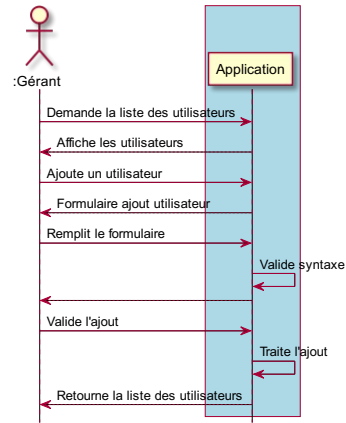 :Gérant
Application
Demande la liste des utilisateurs
Affiche les utilisateurs
Ajoute un utilisateur
Formulaire ajout utilisateur
Remplit le formulaire
Valide syntaxe
Valide l'ajout
Traite l'ajout
Retourne la liste des utilisateurs